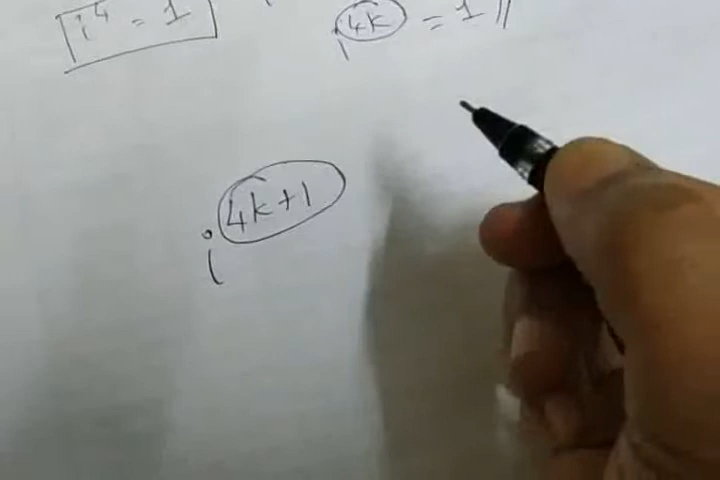 i⁴ = 1
i^{4k} = 1 //
i^{4k+1}